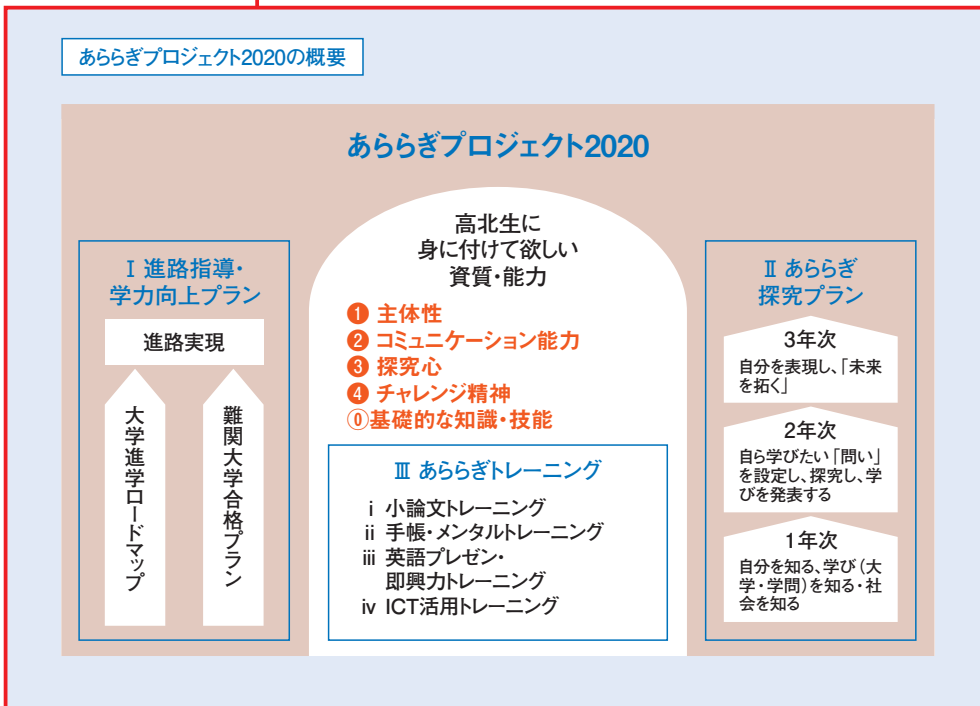 あららぎプロジェクト2020の概要
あららぎプロジェクト2020
Ⅰ 進路指導・
学力向上プラン
進路実現
大学進学ロードマップ
難関大学合格プラン
高北生に
身に付けて欲しい
資質・能力
❶ 主体性
❷ コミュニケーション能力
❸ 探究心
❹ チャレンジ精神
⓪基礎的な知識・技能
Ⅲ あららぎトレーニング
ⅰ 小論文トレーニング
ⅱ 手帳・メンタルトレーニング
ⅲ 英語プレゼン・
即興力トレーニング
ⅳ ICT活用トレーニング
Ⅱ あららぎ
探究プラン
3年次
自分を表現し、「未来
を拓く」
2年次
自ら学びたい「問い」
を設定し、探究し、学
びを発表する
1年次
自分を知る、学び（大
学・学問）を知る・社
会を知る